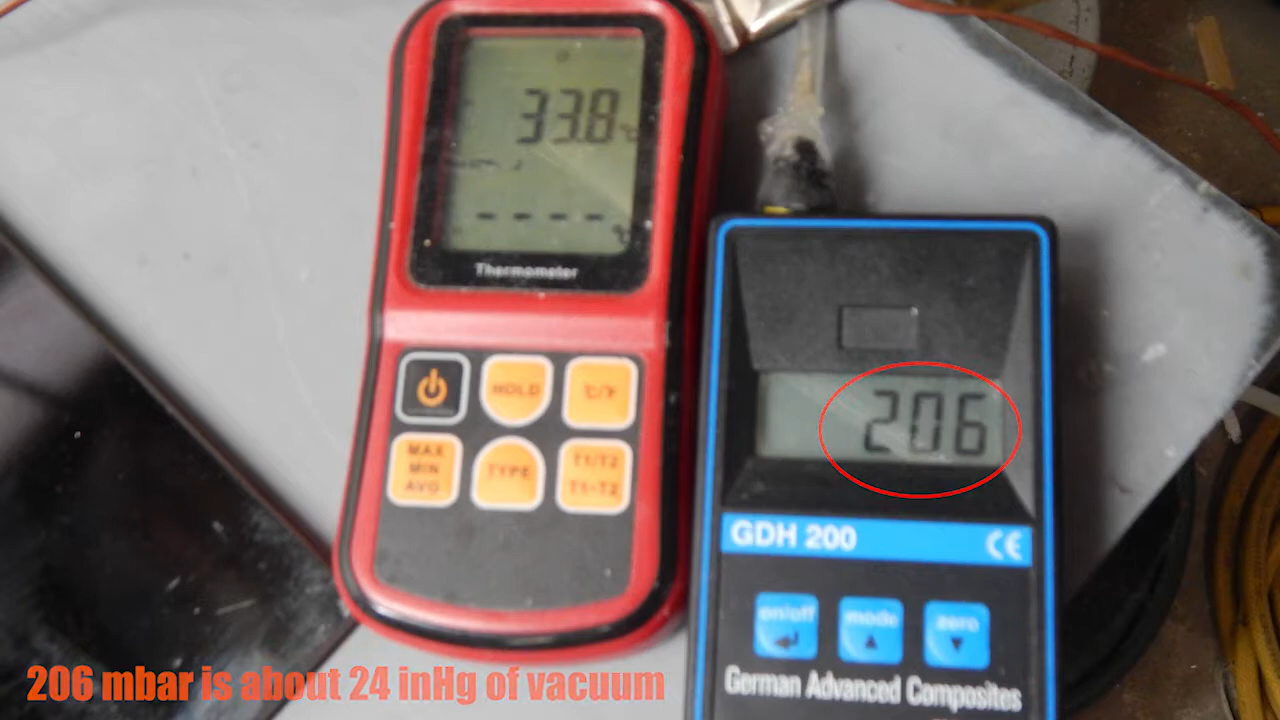 33.8 °C
- - - -
°C
Thermometer
HOLD
°C/°F
MAX
MIN
AVG
TYPE
T1/T2
T1-T2
206
GDH 200
CE
on/off
mode
zero
German Advanced Composites
206 mbar is about 24 inHg of vacuum